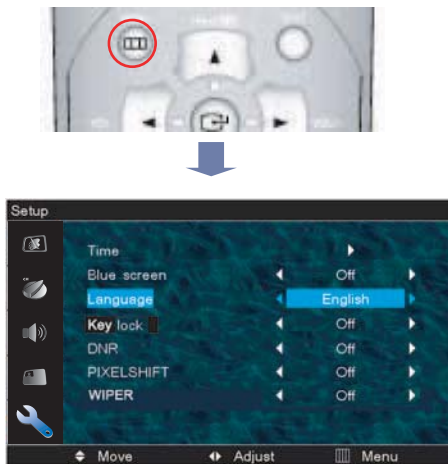 Setup
Time
Blue screen Off
Language English
Key lock Off
DNR Off
PIXELSHIFT Off
WIPER Off
Move Adjust Menu